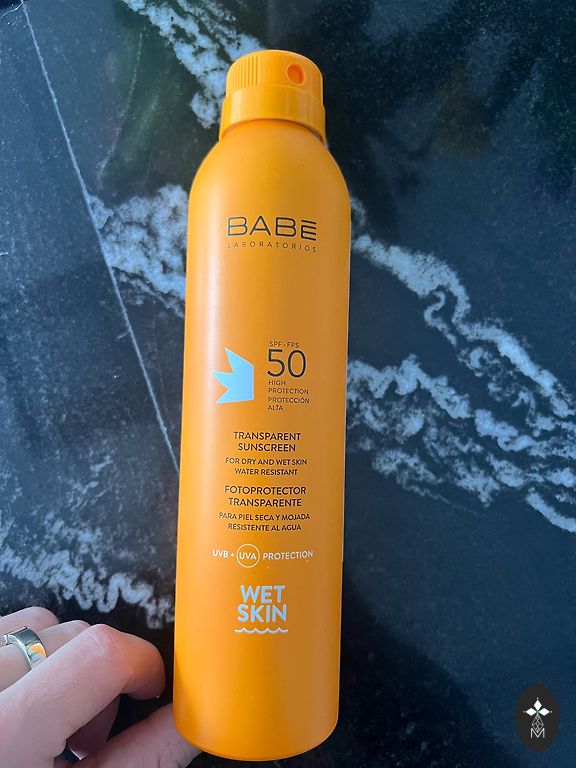 BABĒ
LABORATORIOS
SPF - FPS
50
HIGH
PROTECTION
PROTECCIÓN
ALTA
TRANSPARENT
SUNSCREEN
FOR DRY AND WET SKIN
WATER RESISTANT
FOTOPROTECTOR
TRANSPARENTE
PARA PIEL SECA Y MOJADA
RESISTENTE AL AGUA
UVB + UVA PROTECTION
WET
SKIN
M